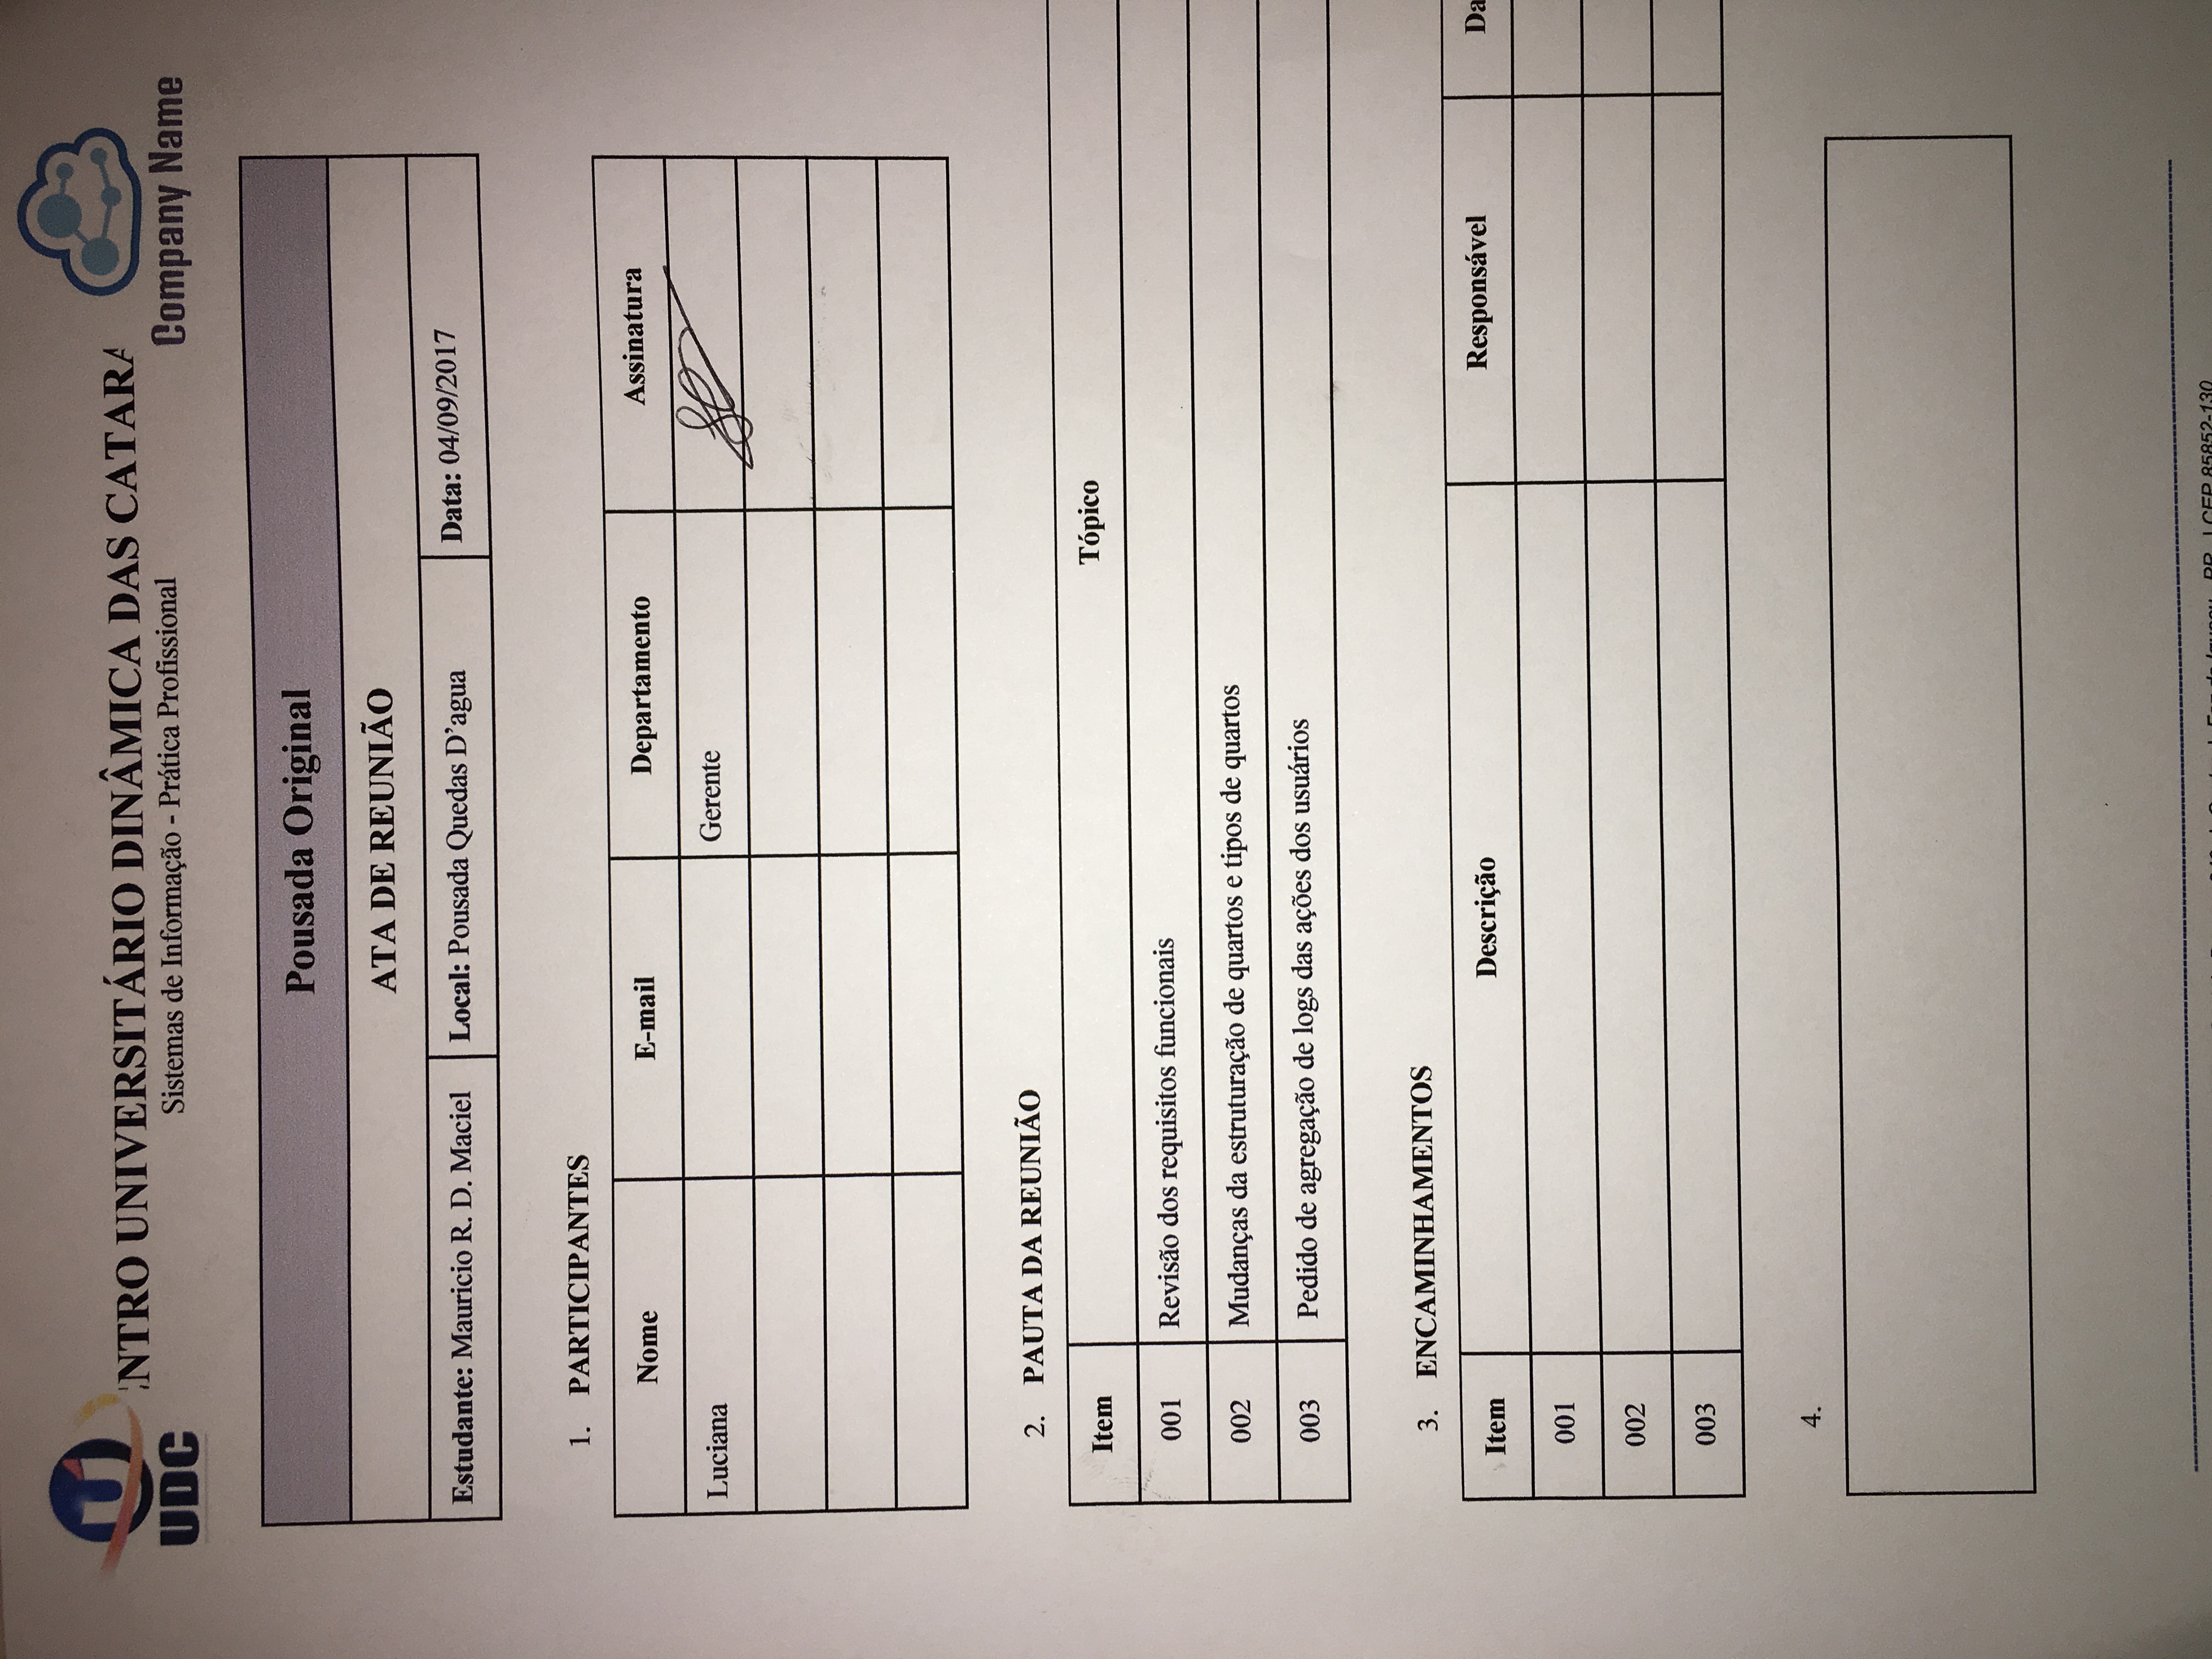 UDC
NTRO UNIVERSITÁRIO DINÂMICA DAS CATARA
Sistemas de Informação - Prática Profissional
Company Name
Pousada Original
ATA DE REUNIÃO
Estudante: Mauricio R. D. Maciel Local: Pousada Quedas D’agua Data: 04/09/2017
1. PARTICIPANTES
Nome E-mail Departamento Assinatura
Luciana Gerente
2. PAUTA DA REUNIÃO
Item Tópico
001 Revisão dos requisitos funcionais
002 Mudanças da estruturação de quartos e tipos de quartos
003 Pedido de agregação de logs das ações dos usuários
3. ENCAMINHAMENTOS
Item Descrição Responsável Da
001
002
003
4.
CEP 85852-130